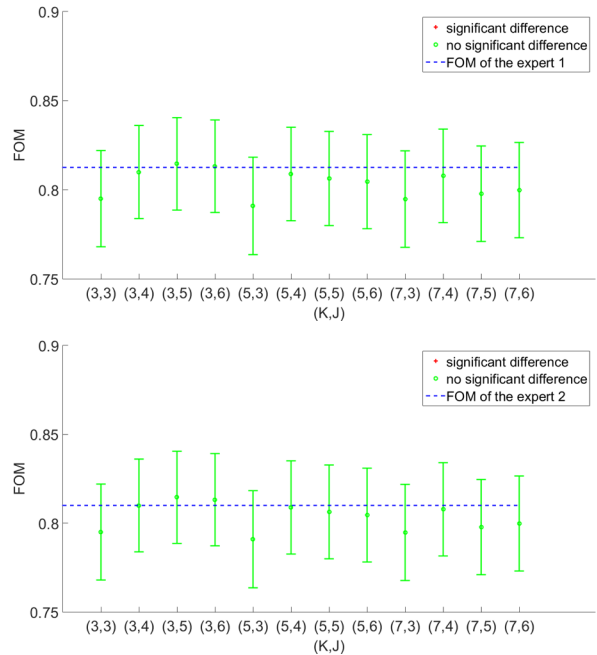 0.9
significant difference
no significant difference
FOM of the expert 1
0.85
FOM
0.8
0.75
(3,3) (3,4) (3,5) (3,6) (5,3) (5,4) (5,5) (5,6) (7,3) (7,4) (7,5) (7,6)
(K,J)
0.9
significant difference
no significant difference
FOM of the expert 2
0.85
FOM
0.8
0.75
(3,3) (3,4) (3,5) (3,6) (5,3) (5,4) (5,5) (5,6) (7,3) (7,4) (7,5) (7,6)
(K,J)